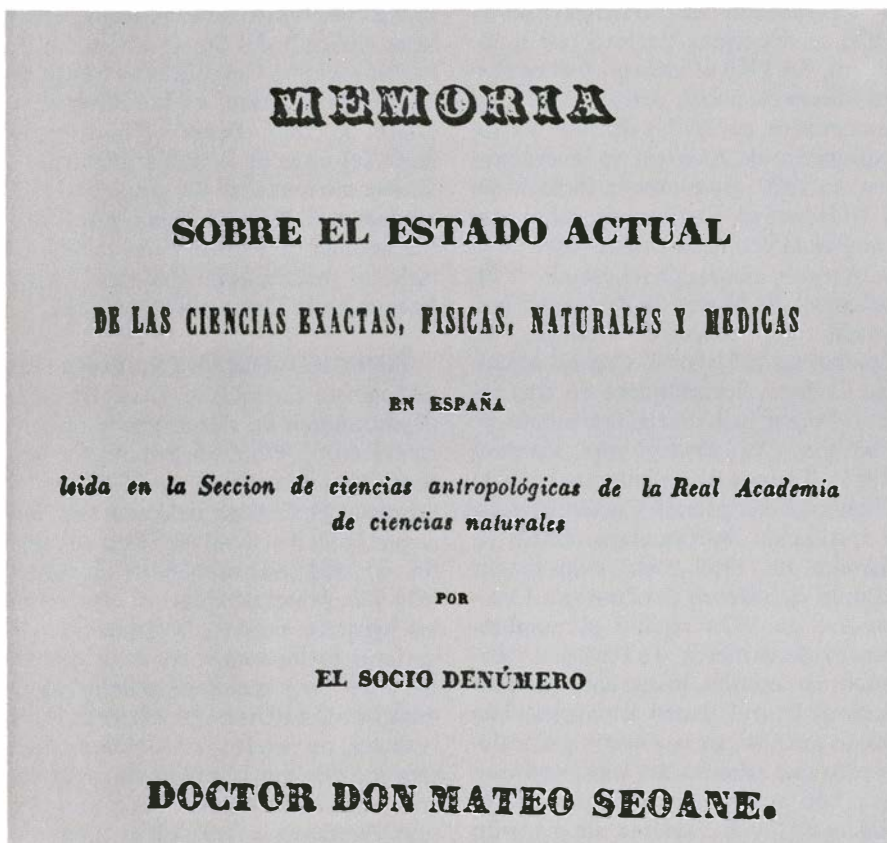 MEMORIA
SOBRE EL ESTADO ACTUAL
DE LAS CIENCIAS EXACTAS, FISICAS, NATURALES Y MEDICAS
EN ESPAÑA
leida en la Seccion de ciencias antropológicas de la Real Academia
de ciencias naturales
POR
EL SOCIO DENÚMERO
DOCTOR DON MATEO SEOANE.